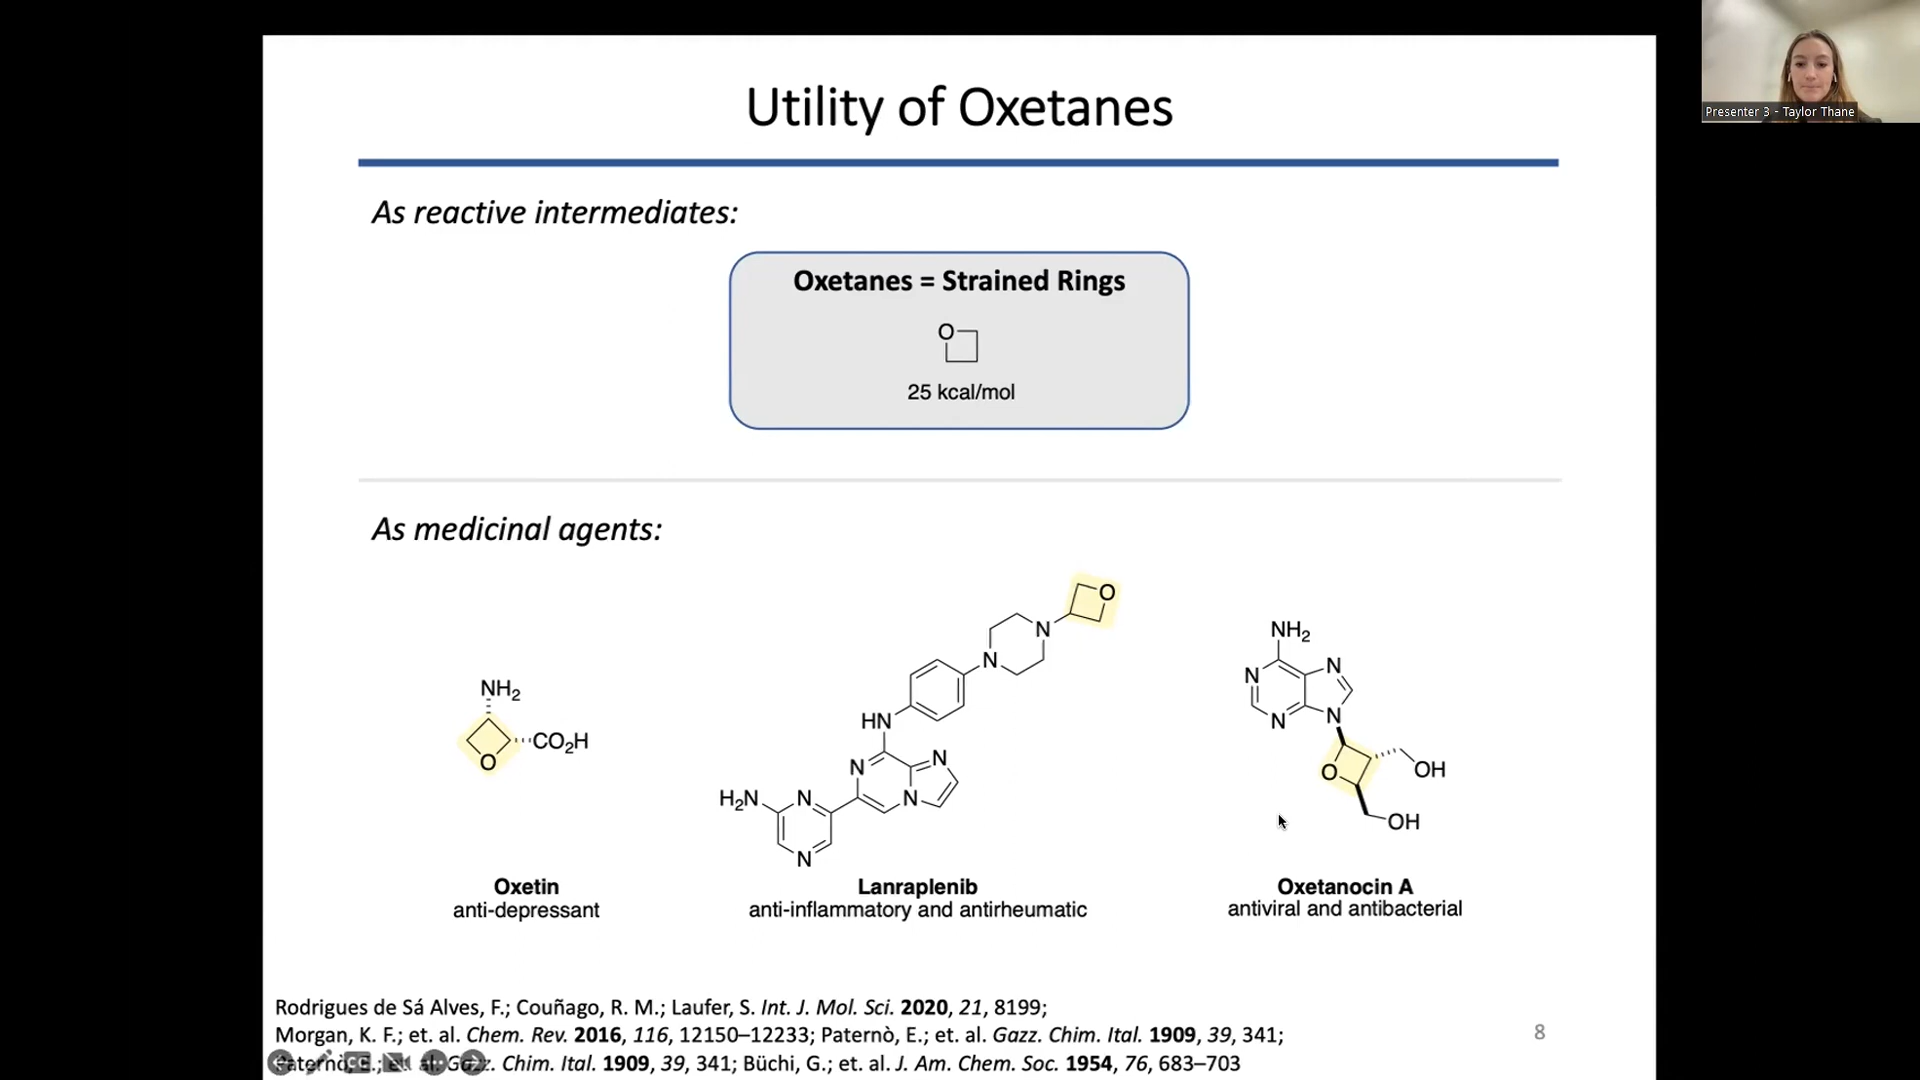 Utility of Oxetanes
Presenter 3 - Taylor Thane
As reactive intermediates:
Oxetanes = Strained Rings
O
25 kcal/mol
As medicinal agents:
NH2
CO2H
O
Oxetin
anti-depressant
O
N
N
HN
N
N
N
H2N
N
N
Lanraplenib
anti-inflammatory and antirheumatic
NH2
N
N
N
N
O
OH
OH
Oxetanocin A
antiviral and antibacterial
Rodrigues de Sá Alves, F.; Couñago, R. M.; Laufer, S. Int. J. Mol. Sci. 2020, 21, 8199;
Morgan, K. F.; et. al. Chem. Rev. 2016, 116, 12150–12233; Paternò, E.; et. al. Gazz. Chim. Ital. 1909, 39, 341;
Paternò, E.; et. al. Gazz. Chim. Ital. 1909, 39, 341; Büchi, G.; et. al. J. Am. Chem. Soc. 1954, 76, 683–703
8